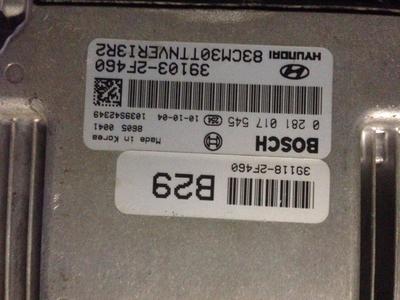 HYUNDAI 83CM30TTNVERI3R2
39103-2F460
0 281 017 545 264 10-10-04 1039S42349
BOSCH
8605 0041
Made in Korea
39118-2F460
B29